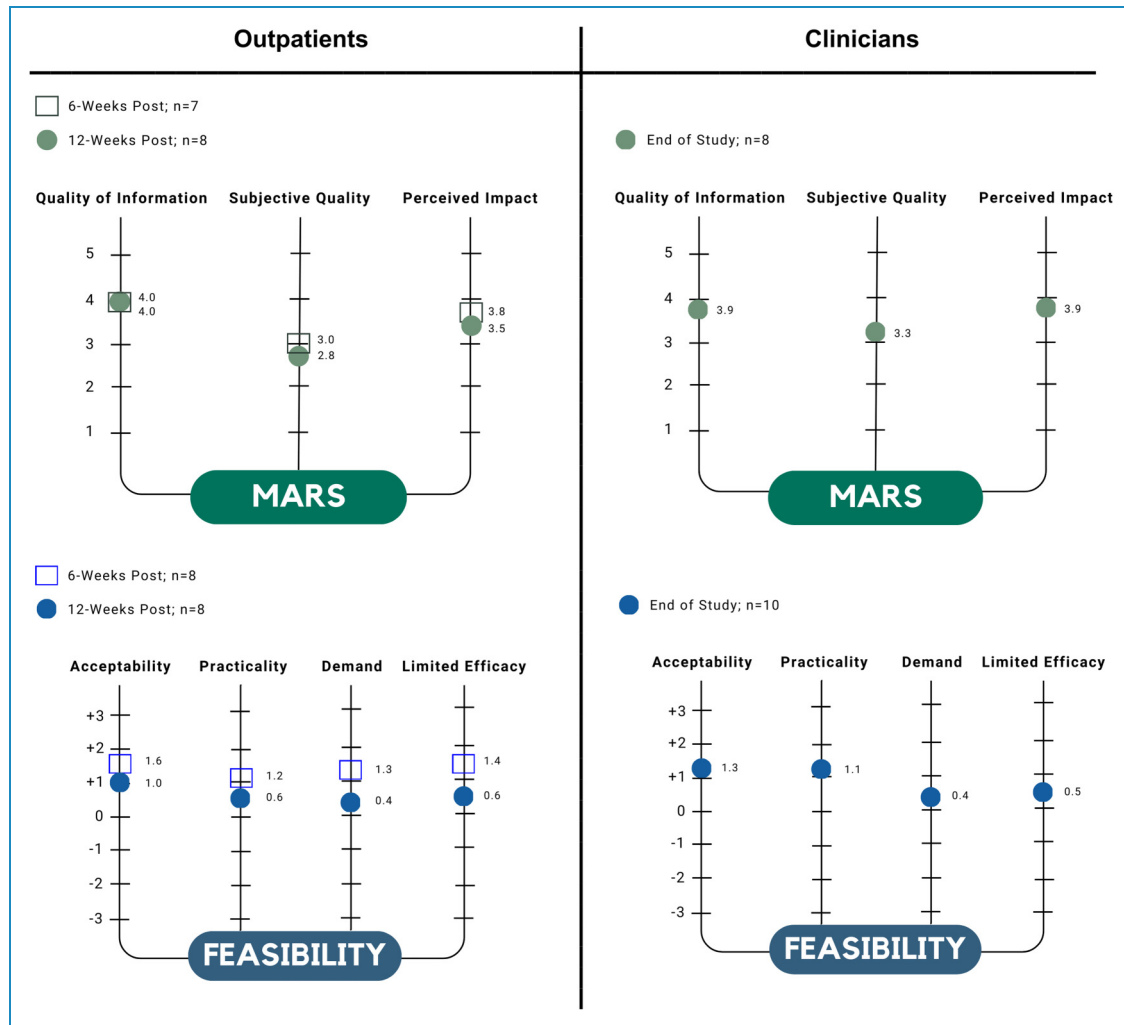 Outpatients
6-Weeks Post; n=7
12-Weeks Post; n=8
Quality of Information Subjective Quality Perceived Impact
5
4
3
2
1
4.0
4.0
3.0
2.8
3.8
3.5
MARS
6-Weeks Post; n=8
12-Weeks Post; n=8
Acceptability Practicality Demand Limited Efficacy
+3
+2
+1
0
-1
-2
-3
1.6
1.0
1.2
0.6
1.3
0.4
1.4
0.6
FEASIBILITY
Clinicians
End of Study; n=8
Quality of Information Subjective Quality Perceived Impact
5
4
3
2
1
3.9
3.3
3.9
MARS
End of Study; n=10
Acceptability Practicality Demand Limited Efficacy
+3
+2
+1
0
-1
-2
-3
1.3
1.1
0.4
0.5
FEASIBILITY